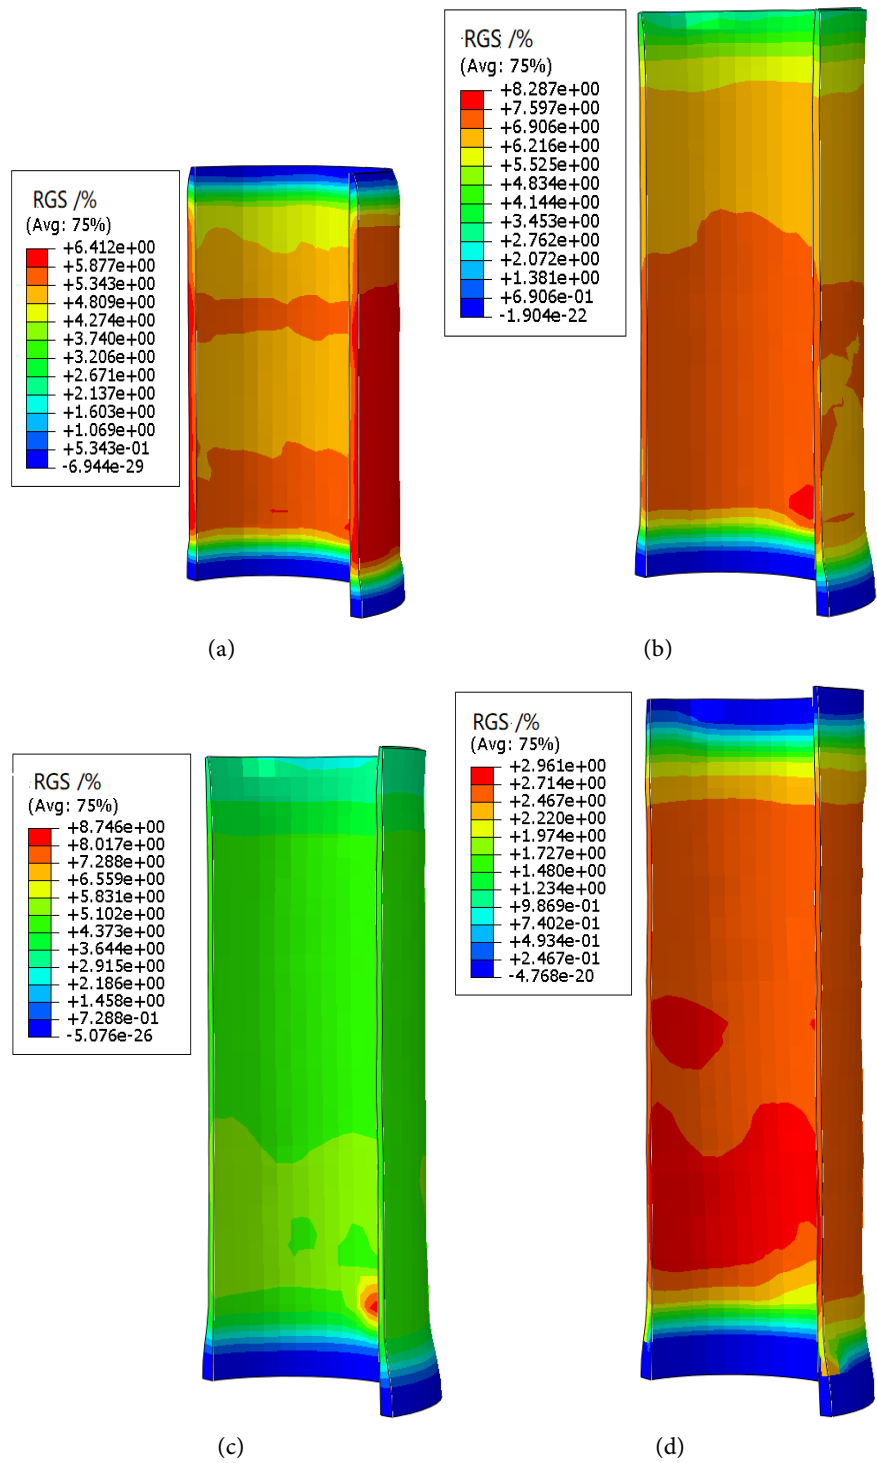 RGS /%
(Avg: 75%)
+6.412e+00
+5.877e+00
+5.343e+00
+4.809e+00
+4.274e+00
+3.740e+00
+3.206e+00
+2.671e+00
+2.137e+00
+1.603e+00
+1.069e+00
+5.343e-01
-6.944e-29
(a)
RGS /%
(Avg: 75%)
+8.287e+00
+7.597e+00
+6.906e+00
+6.216e+00
+5.525e+00
+4.834e+00
+4.144e+00
+3.453e+00
+2.762e+00
+2.072e+00
+1.381e+00
+6.906e-01
-1.904e-22
(b)
RGS /%
(Avg: 75%)
+8.746e+00
+8.017e+00
+7.288e+00
+6.559e+00
+5.831e+00
+5.102e+00
+4.373e+00
+3.644e+00
+2.915e+00
+2.186e+00
+1.458e+00
+7.288e-01
-5.076e-26
(c)
RGS /%
(Avg: 75%)
+2.961e+00
+2.714e+00
+2.467e+00
+2.220e+00
+1.974e+00
+1.727e+00
+1.480e+00
+1.234e+00
+9.869e-01
+7.402e-01
+4.934e-01
+2.467e-01
-4.768e-20
(d)